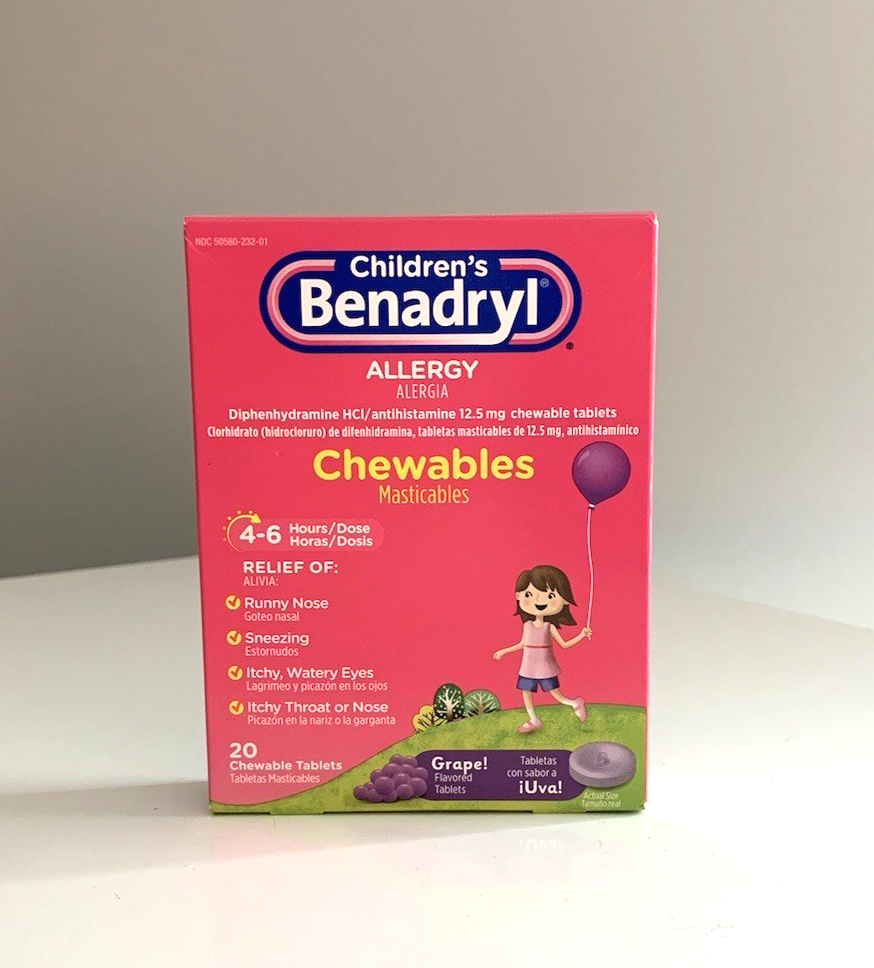 NDC 50580-232-01
Children's
Benadryl®
ALLERGY
ALERGIA
Diphenhydramine HCl/antihistamine 12.5 mg chewable tablets
Clorhidrato (hidrocloruro) de difenhidramina, tabletas masticables de 12.5 mg, antihistamínico
Chewables
Masticables
4-6 Hours/Dose
Horas/Dosis
RELIEF OF:
ALIVIA:
Runny Nose
Goteo nasal
Sneezing
Estornudos
Itchy, Watery Eyes
Lagrimeo y picazón en los ojos
Itchy Throat or Nose
Picazón en la nariz o la garganta
20
Chewable Tablets
Tabletas Masticables
Grape!
Flavored
Tablets
Tabletas
con sabor a
¡Uva!
B
Actual Size
Tamaño real